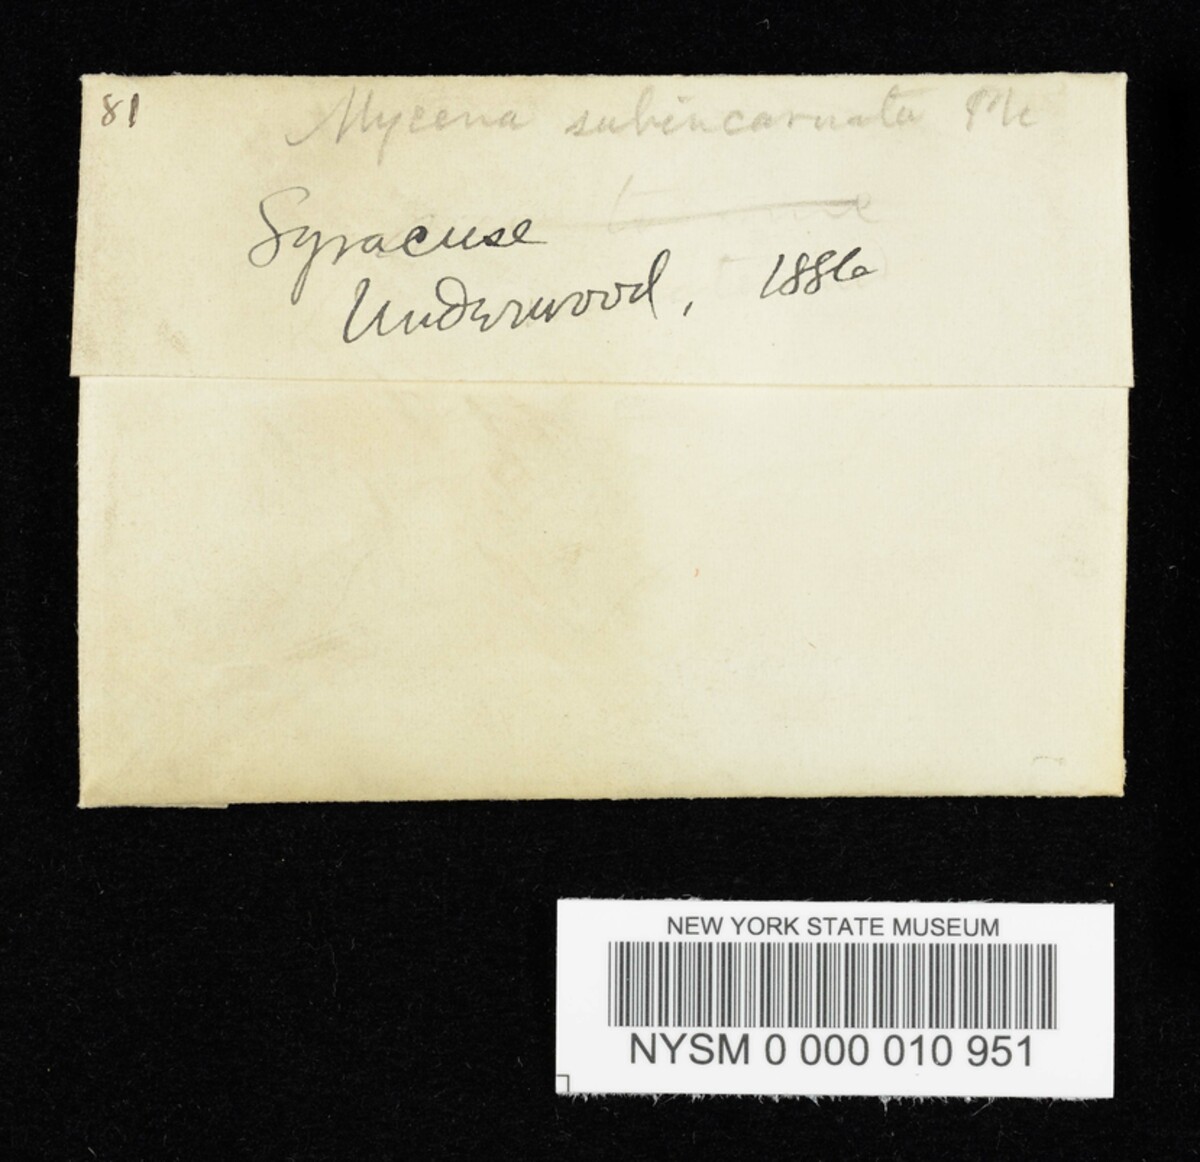 81
Mycena subincarnata Pk
Syracuse
Underwood, 1886
NEW YORK STATE MUSEUM
NYSM 0 000 010 951